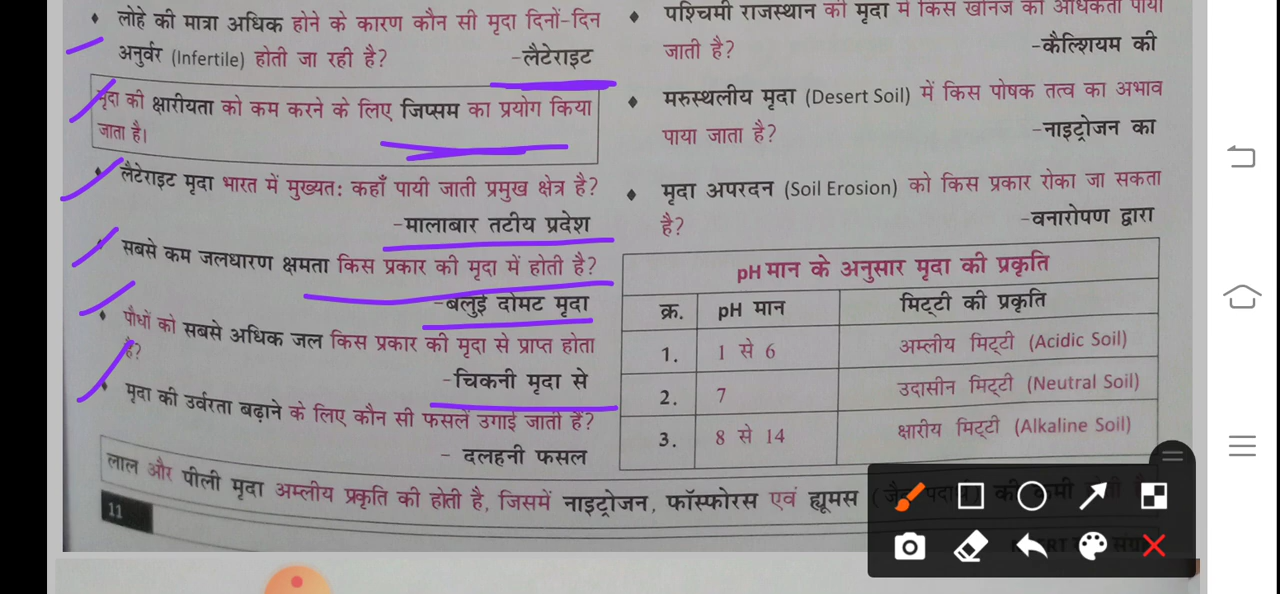 लोहे की मात्रा अधिक होने के कारण कौन सी मृदा दिनों-दिन
अनुर्वर (Infertile) होती जा रही है?
-लैटेराइट
मृदा की क्षारीयता को कम करने के लिए जिप्सम का प्रयोग किया
जाता है।
लैटेराइट मृदा भारत में मुख्यत: कहाँ पायी जाती प्रमुख क्षेत्र है?
-मालाबार तटीय प्रदेश
सबसे कम जलधारण क्षमता किस प्रकार की मृदा में होती है?
-बलुई दोमट मृदा
पौधों को सबसे अधिक जल किस प्रकार की मृदा से प्राप्त होता
है?
-चिकनी मृदा से
मृदा की उर्वरता बढ़ाने के लिए कौन सी फसलें उगाई जाती हैं?
- दलहनी फसल
पश्चिमी राजस्थान की मृदा में किस खनिज की अधिकता पायी
जाती है?
-कैल्शियम की
मरुस्थलीय मृदा (Desert Soil) में किस पोषक तत्व का अभाव
पाया जाता है?
-नाइट्रोजन का
मृदा अपरदन (Soil Erosion) को किस प्रकार रोका जा सकता
है?
-वनारोपण द्वारा
pH मान के अनुसार मृदा की प्रकृति
क्र. pH मान मिट्टी की प्रकृति
1. 1 से 6 अम्लीय मिट्टी (Acidic Soil)
2. 7 उदासीन मिट्टी (Neutral Soil)
3. 8 से 14 क्षारीय मिट्टी (Alkaline Soil)
लाल और पीली मृदा अम्लीय प्रकृति की होती है, जिसमें नाइट्रोजन, फॉस्फोरस एवं ह्यूमस (जैव पदार्थ) की कमी
11